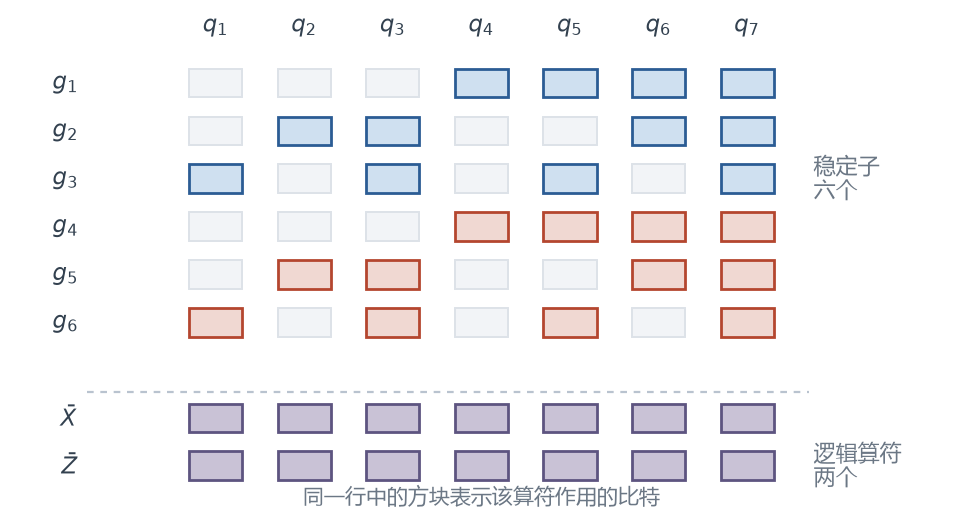 q₁ q₂ q₃ q₄ q₅ q₆ q₇
g₁
g₂
g₃
稳定子
六个
g₄
g₅
g₆
X̄
Z̄
逻辑算符
两个
同一行中的方块表示该算符作用的比特